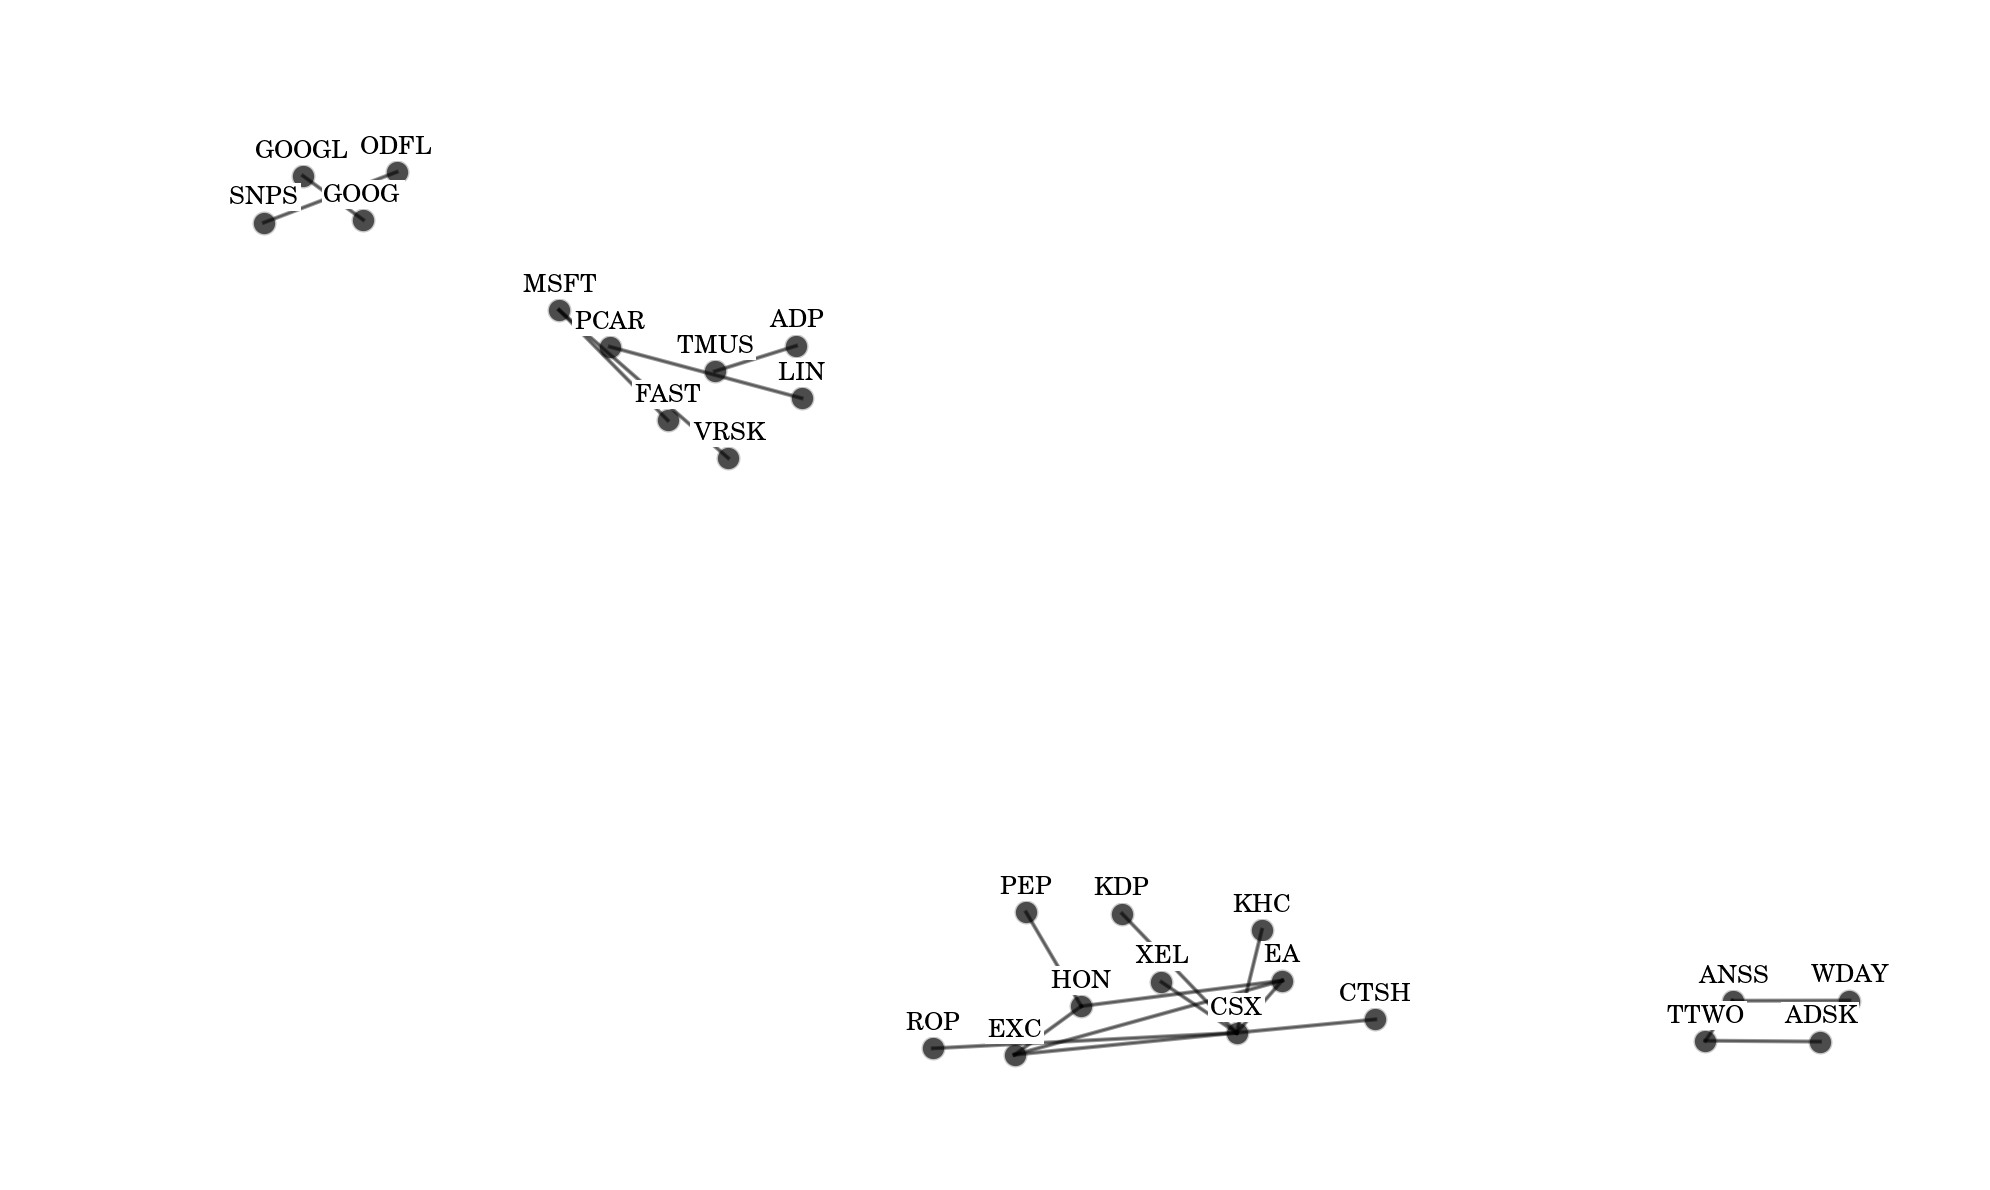 GOOGL
ODFL
SNPS
GOOG
MSFT
PCAR
TMUS
ADP
LIN
FAST
VRSK
PEP
KDP
KHC
XEL
EA
HON
CSX
CTSH
ROP
EXC
ANSS
WDAY
TTWO
ADSK